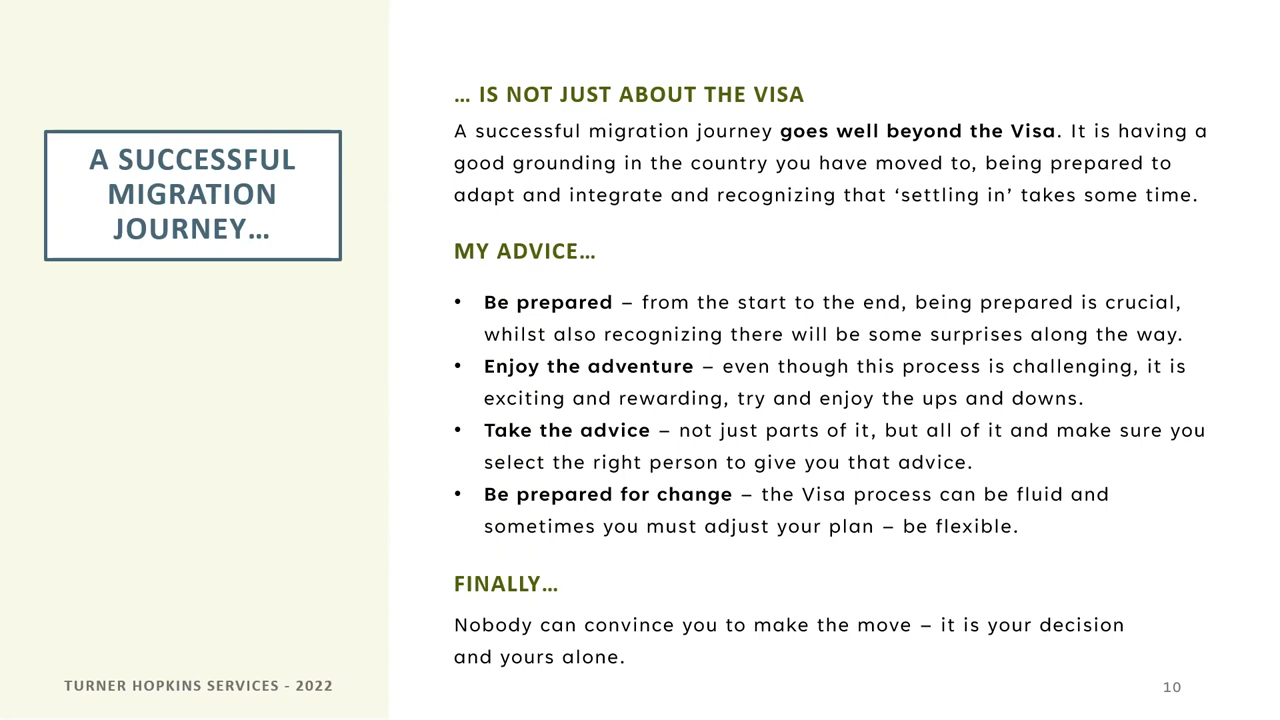 A SUCCESSFUL
MIGRATION
JOURNEY…
… IS NOT JUST ABOUT THE VISA
A successful migration journey goes well beyond the Visa. It is having a
good grounding in the country you have moved to, being prepared to
adapt and integrate and recognizing that ‘settling in’ takes some time.
MY ADVICE…
• Be prepared – from the start to the end, being prepared is crucial,
whilst also recognizing there will be some surprises along the way.
• Enjoy the adventure – even though this process is challenging, it is
exciting and rewarding, try and enjoy the ups and downs.
• Take the advice – not just parts of it, but all of it and make sure you
select the right person to give you that advice.
• Be prepared for change – the Visa process can be fluid and
sometimes you must adjust your plan – be flexible.
FINALLY…
Nobody can convince you to make the move – it is your decision
and yours alone.
TURNER HOPKINS SERVICES - 2022
10